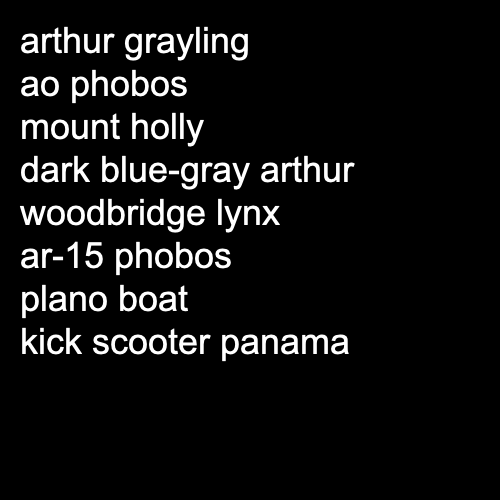 arthur grayling
ao phobos
mount holly
dark blue-gray arthur
woodbridge lynx
ar-15 phobos
plano boat
kick scooter panama